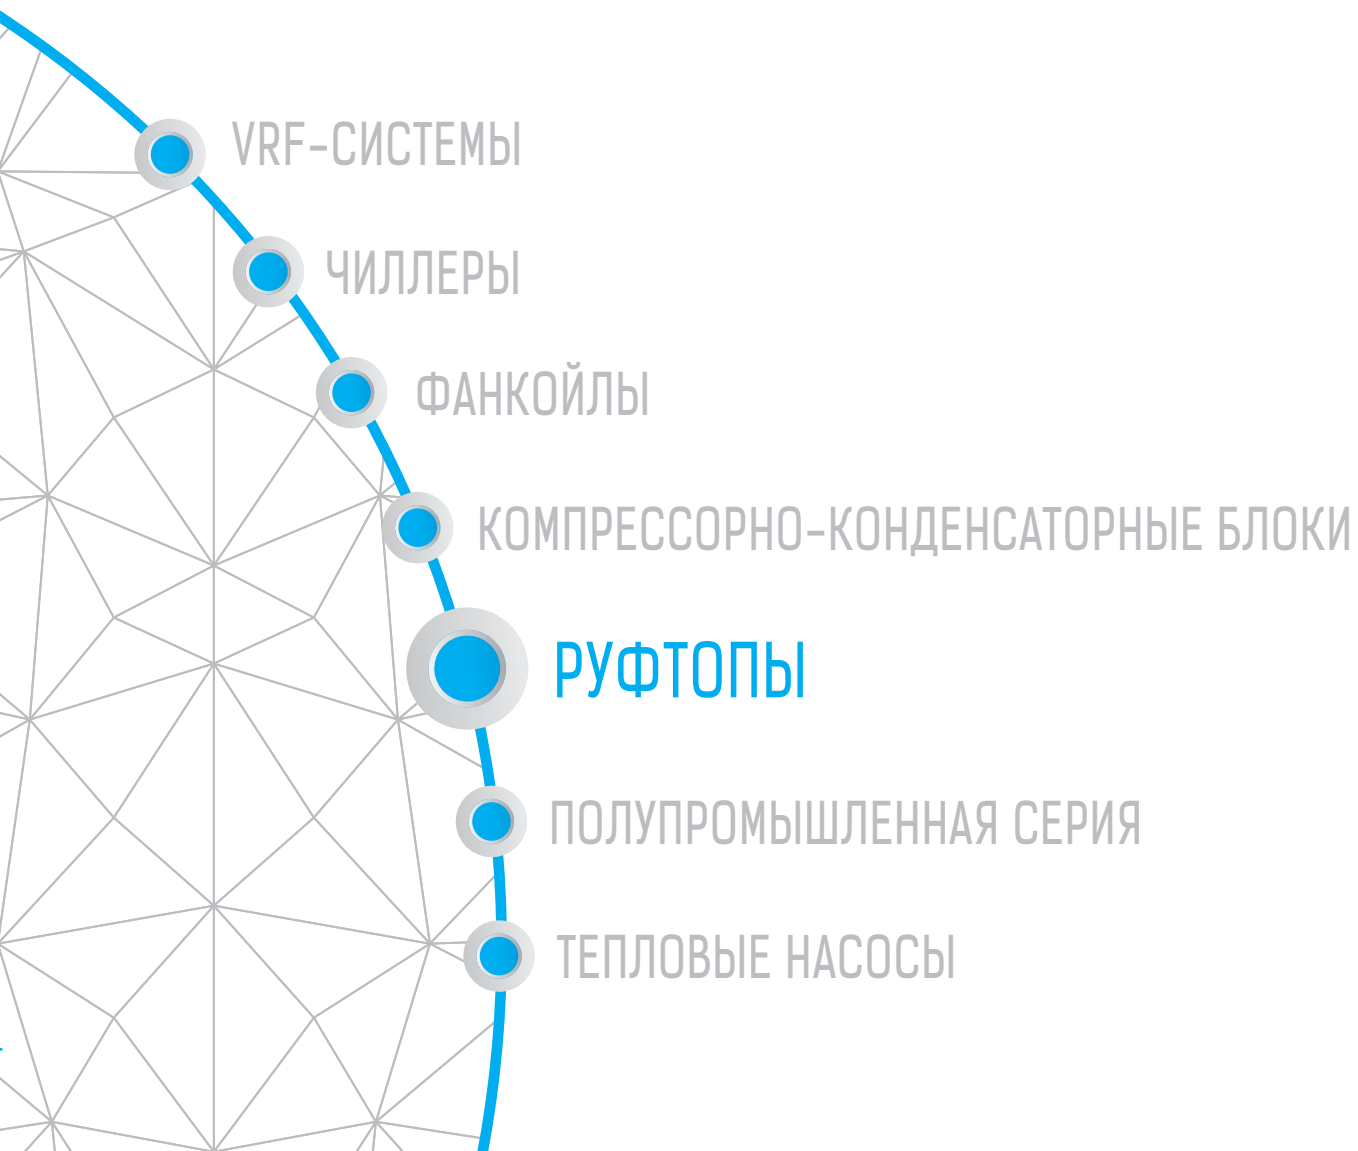 VRF-СИСТЕМЫ
ЧИЛЛЕРЫ
ФАНКОЙЛЫ
КОМПРЕССОРНО-КОНДЕНСАТОРНЫЕ БЛОКИ
РУФТОПЫ
ПОЛУПРОМЫШЛЕННАЯ СЕРИЯ
ТЕПЛОВЫЕ НАСОСЫ